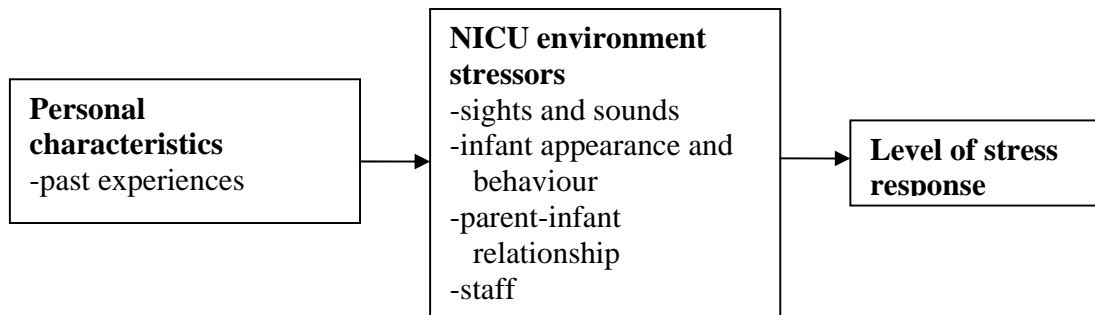 Personal
characteristics
-past experiences
NICU environment
stressors
-sights and sounds
-infant appearance and
behaviour
-parent-infant
relationship
-staff
Level of stress
response